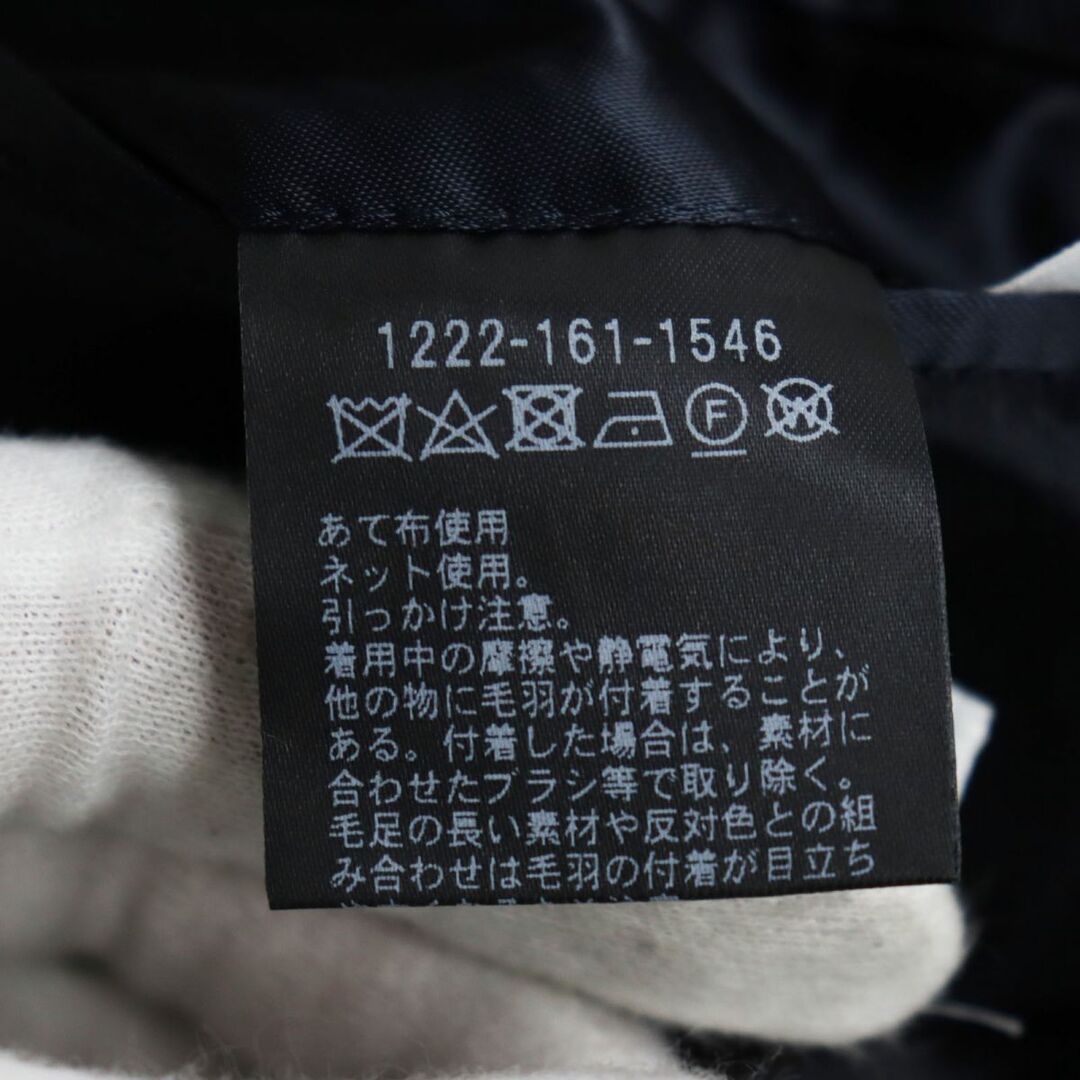 1222-161-1546
F
W
あて布使用
ネット使用。
引っかけ注意。
着用中の摩擦や静電気により、
他の物に毛羽が付着することが
ある。付着した場合は、素材に
合わせたブラシ等で取り除く。
毛足の長い素材や反対色との組
み合わせは毛羽の付着が目立ち